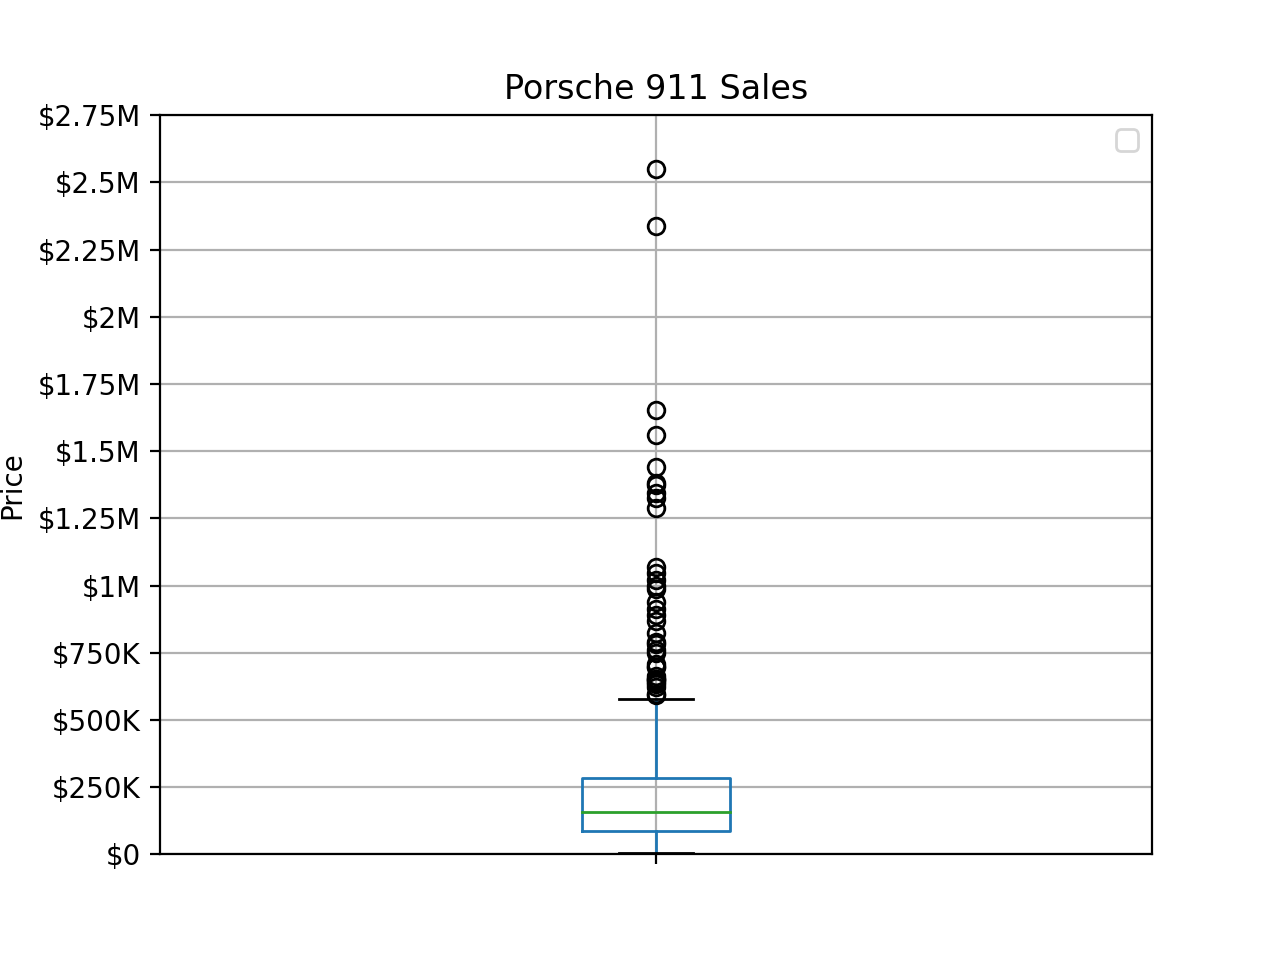 Porsche 911 Sales
$2.75M
$2.5M
$2.25M
$2M
$1.75M
$1.5M
$1.25M
$1M
$750K
$500K
$250K
$0
Price